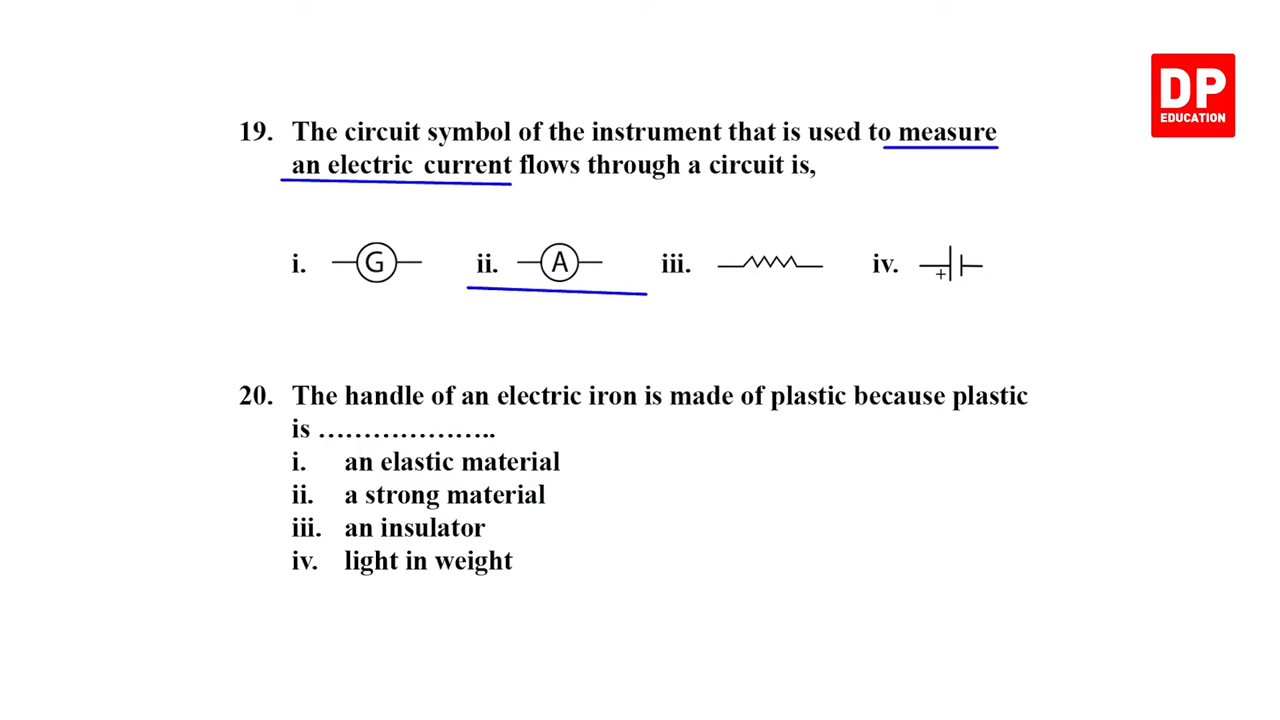 DP
EDUCATION
19. The circuit symbol of the instrument that is used to measure
an electric current flows through a circuit is,
i. G ii. A iii. iv. +
20. The handle of an electric iron is made of plastic because plastic
is ………………..
i. an elastic material
ii. a strong material
iii. an insulator
iv. light in weight